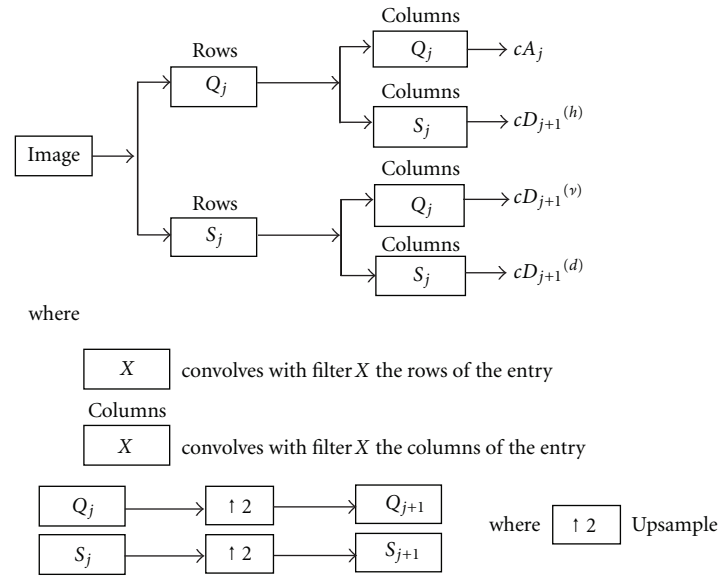 Columns
Rows
Q_j
Q_j
cA_j
Columns
S_j
cD_{j+1}^{(h)}
Image
Columns
Rows
Q_j
cD_{j+1}^{(v)}
S_j
Columns
S_j
cD_{j+1}^{(d)}
where
X convolves with filter X the rows of the entry
Columns
X convolves with filter X the columns of the entry
Q_j ↑ 2 Q_{j+1}
where ↑ 2 Upsample
S_j ↑ 2 S_{j+1}